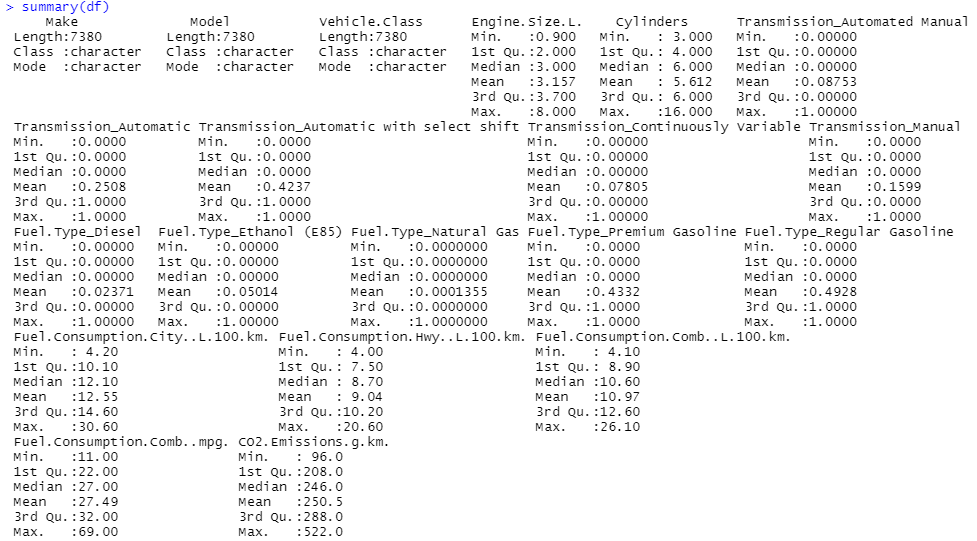 > summary(df)
Make Model Vehicle.Class Engine.Size.L. Cylinders Transmission_Automated Manual
Length:7380 Length:7380 Length:7380 Min. :0.900 Min. : 3.000 Min. :0.00000
Class :character Class :character Class :character 1st Qu.:2.000 1st Qu.: 4.000 1st Qu.:0.00000
Mode :character Mode :character Mode :character Median :3.000 Median : 6.000 Median :0.00000
Mean :3.157 Mean : 5.612 Mean :0.08753
3rd Qu.:3.700 3rd Qu.: 6.000 3rd Qu.:0.00000
Max. :8.000 Max. :16.000 Max. :1.00000
Transmission_Automatic Transmission_Automatic with select shift Transmission_Continuously Variable Transmission_Manual
Min. :0.0000 Min. :0.0000 Min. :0.00000 Min. :0.0000
1st Qu.:0.0000 1st Qu.:0.0000 1st Qu.:0.00000 1st Qu.:0.0000
Median :0.0000 Median :0.0000 Median :0.00000 Median :0.0000
Mean :0.2508 Mean :0.4237 Mean :0.07805 Mean :0.1599
3rd Qu.:1.0000 3rd Qu.:1.0000 3rd Qu.:0.00000 3rd Qu.:0.0000
Max. :1.0000 Max. :1.0000 Max. :1.00000 Max. :1.0000
Fuel.Type_Diesel Fuel.Type_Ethanol (E85) Fuel.Type_Natural Gas Fuel.Type_Premium Gasoline Fuel.Type_Regular Gasoline
Min. :0.00000 Min. :0.00000 Min. :0.0000000 Min. :0.0000 Min. :0.0000
1st Qu.:0.00000 1st Qu.:0.00000 1st Qu.:0.0000000 1st Qu.:0.0000 1st Qu.:0.0000
Median :0.00000 Median :0.00000 Median :0.0000000 Median :0.0000 Median :0.0000
Mean :0.02371 Mean :0.05014 Mean :0.0001355 Mean :0.4332 Mean :0.4928
3rd Qu.:0.00000 3rd Qu.:0.00000 3rd Qu.:0.0000000 3rd Qu.:1.0000 3rd Qu.:1.0000
Max. :1.00000 Max. :1.00000 Max. :1.0000000 Max. :1.0000 Max. :1.0000
Fuel.Consumption.City..L.100.km. Fuel.Consumption.Hwy..L.100.km. Fuel.Consumption.Comb..L.100.km.
Min. : 4.20 Min. : 4.00 Min. : 4.10
1st Qu.:10.10 1st Qu.: 7.50 1st Qu.: 8.90
Median :12.10 Median : 8.70 Median :10.60
Mean :12.55 Mean : 9.04 Mean :10.97
3rd Qu.:14.60 3rd Qu.:10.20 3rd Qu.:12.60
Max. :30.60 Max. :20.60 Max. :26.10
Fuel.Consumption.Comb..mpg. CO2.Emissions.g.km.
Min. :11.00 Min. : 96.0
1st Qu.:22.00 1st Qu.:208.0
Median :27.00 Median :246.0
Mean :27.49 Mean :250.5
3rd Qu.:32.00 3rd Qu.:288.0
Max. :69.00 Max. :522.0